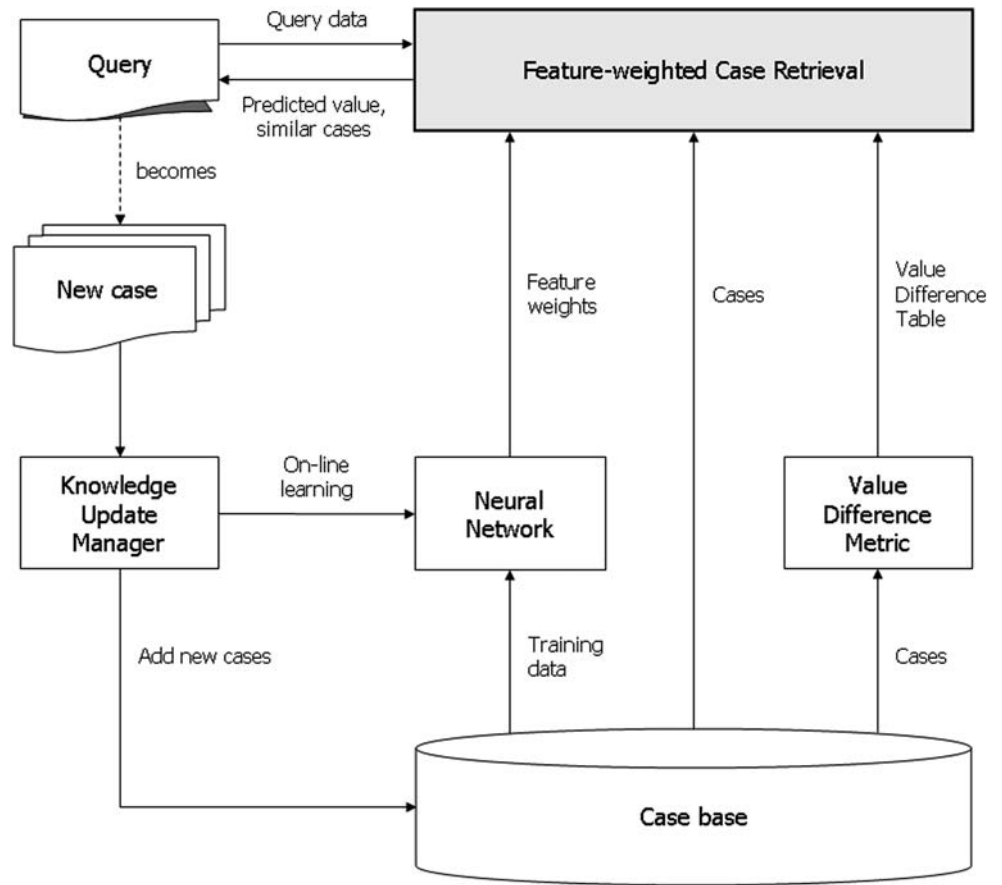 Query data
Query
Feature-weighted Case Retrieval
Predicted value,
similar cases
becomes
New case
Feature
weights
Cases
Value
Difference
Table
Knowledge
Update
Manager
On-line
learning
Neural
Network
Value
Difference
Metric
Add new cases
Training
data
Cases
Case base